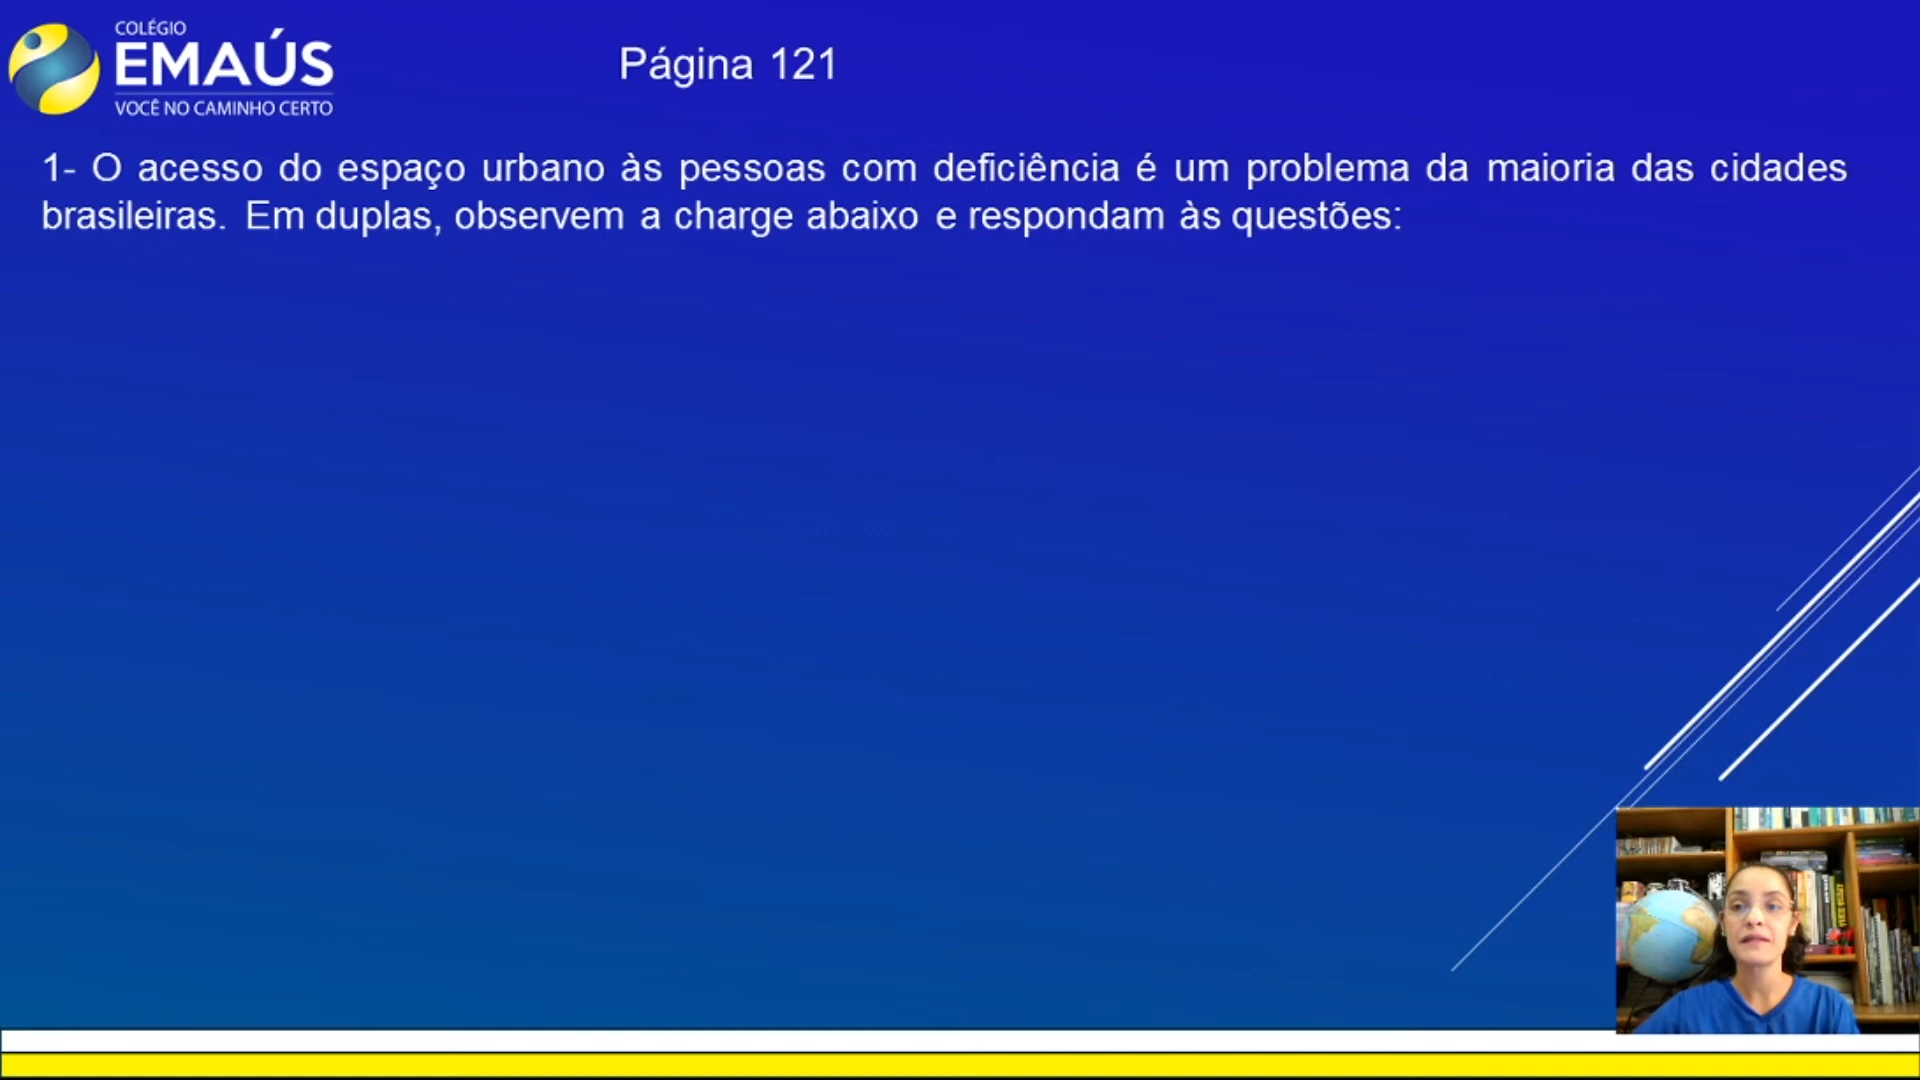 COLÉGIO
EMAÚS
VOCÊ NO CAMINHO CERTO
Página 121
1- O acesso do espaço urbano às pessoas com deficiência é um problema da maioria das cidades
brasileiras. Em duplas, observem a charge abaixo e respondam às questões: